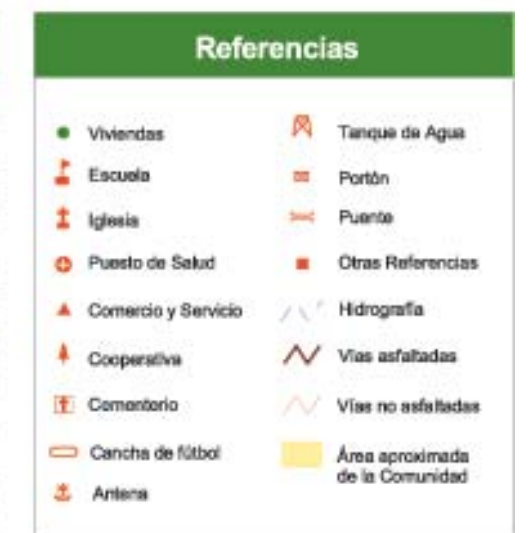 Referencias
Viviendas
Escuela
Iglesia
Puesto de Salud
Comercio y Servicio
Cooperativa
Cementerio
Cancha de fútbol
Antena
Tanque de Agua
Portón
Puente
Otras Referencias
Hidrografía
Vías asfaltadas
Vías no asfaltadas
Área aproximada
de la Comunidad